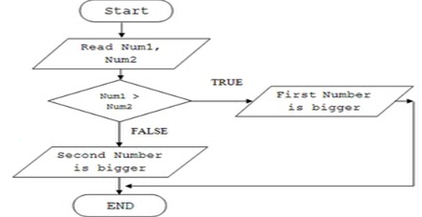 Start
Read Num1,
Num2
Num1 >
Num2
TRUE
First Number
is bigger
FALSE
Second Number
is bigger
END